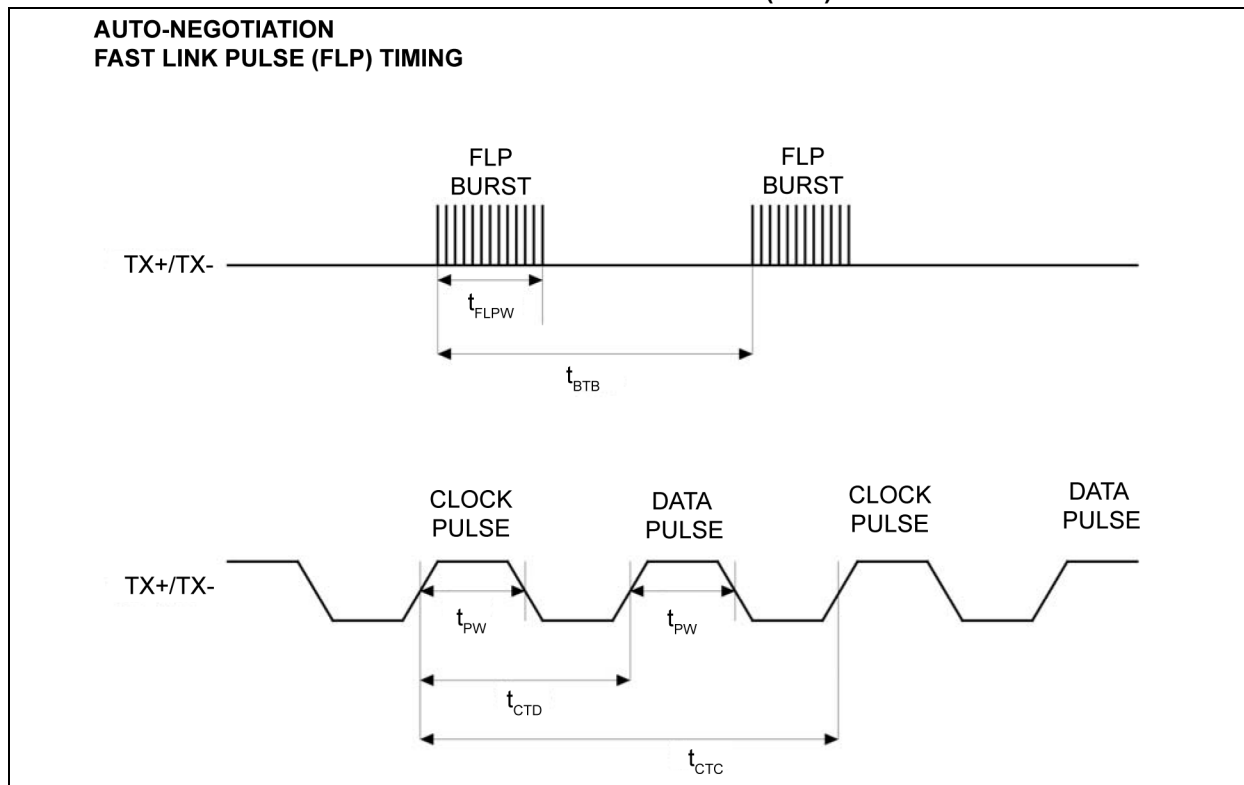 AUTO-NEGOTIATION
FAST LINK PULSE (FLP) TIMING
FLP
BURST
FLP
BURST
TX+/TX-
tFLPW
tBTB
CLOCK
PULSE
DATA
PULSE
CLOCK
PULSE
DATA
PULSE
TX+/TX-
tPW
tPW
tCTD
tCTC